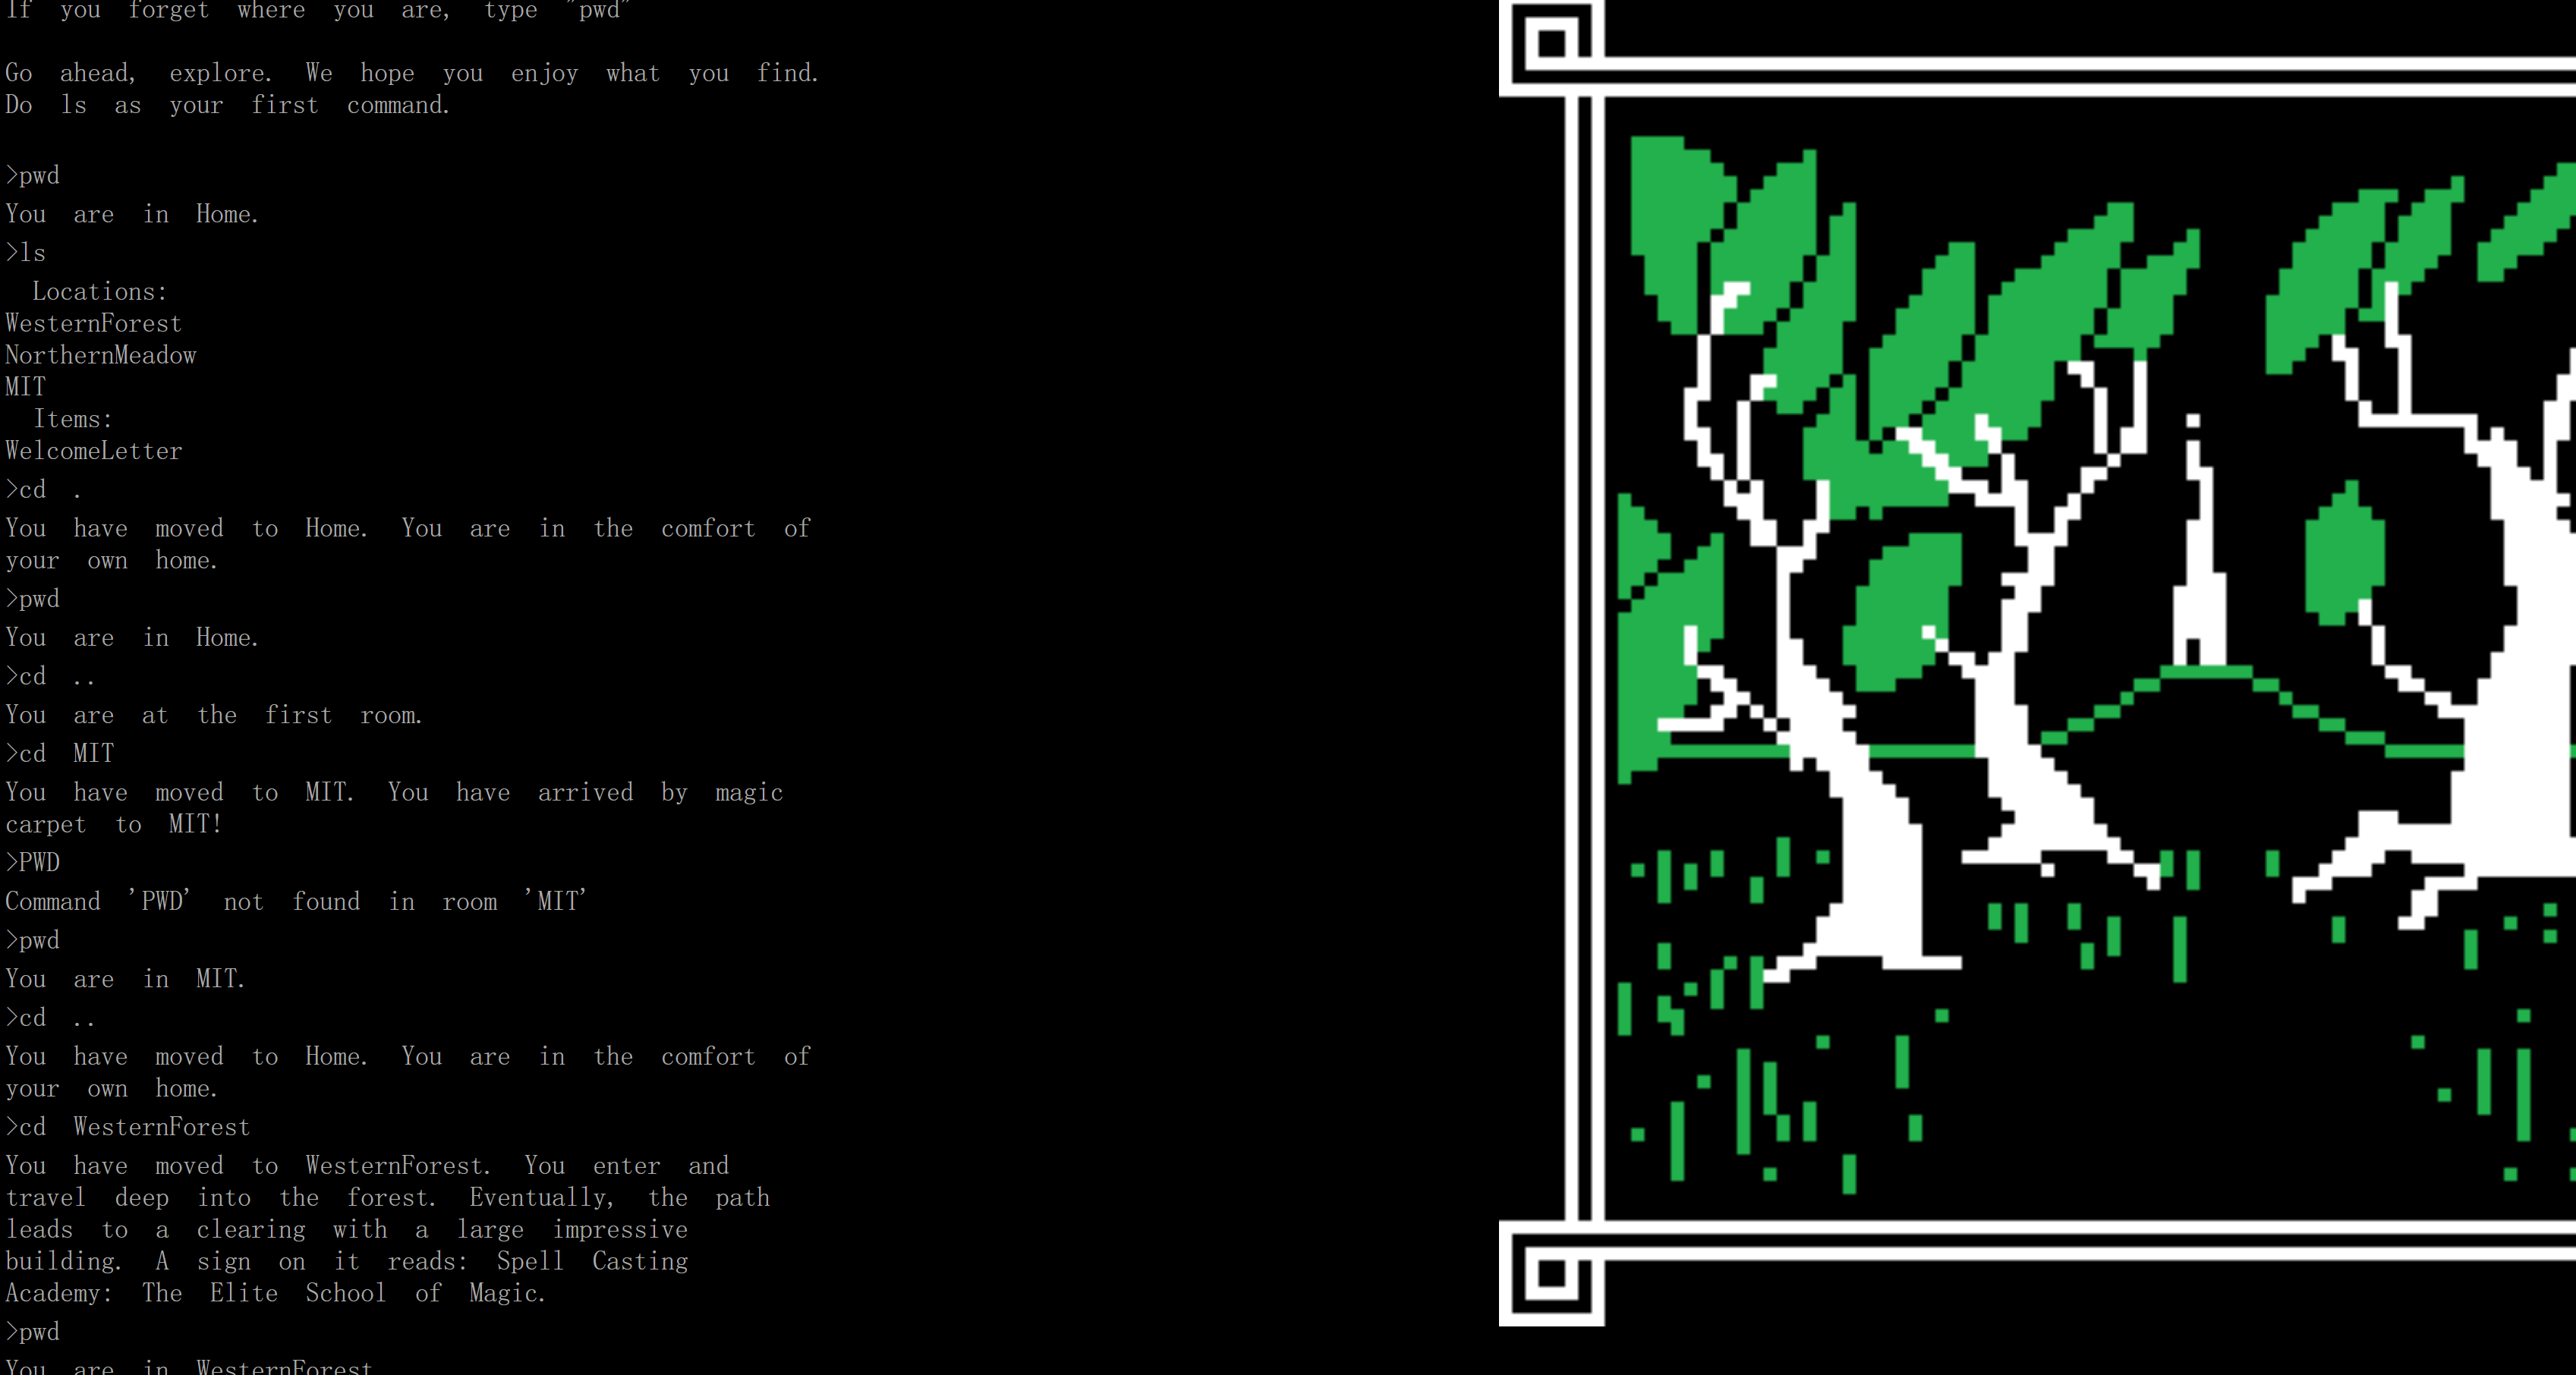 If you forget where you are, type "pwd"
Go ahead, explore. We hope you enjoy what you find.
Do ls as your first command.
>pwd
You are in Home.
>ls
Locations:
WesternForest
NorthernMeadow
MIT
Items:
WelcomeLetter
>cd .
You have moved to Home. You are in the comfort of
your own home.
>pwd
You are in Home.
>cd ..
You are at the first room.
>cd MIT
You have moved to MIT. You have arrived by magic
carpet to MIT!
>PWD
Command 'PWD' not found in room 'MIT'
>pwd
You are in MIT.
>cd ..
You have moved to Home. You are in the comfort of
your own home.
>cd WesternForest
You have moved to WesternForest. You enter and
travel deep into the forest. Eventually, the path
leads to a clearing with a large impressive
building. A sign on it reads: Spell Casting
Academy: The Elite School of Magic.
>pwd
You are in WesternForest